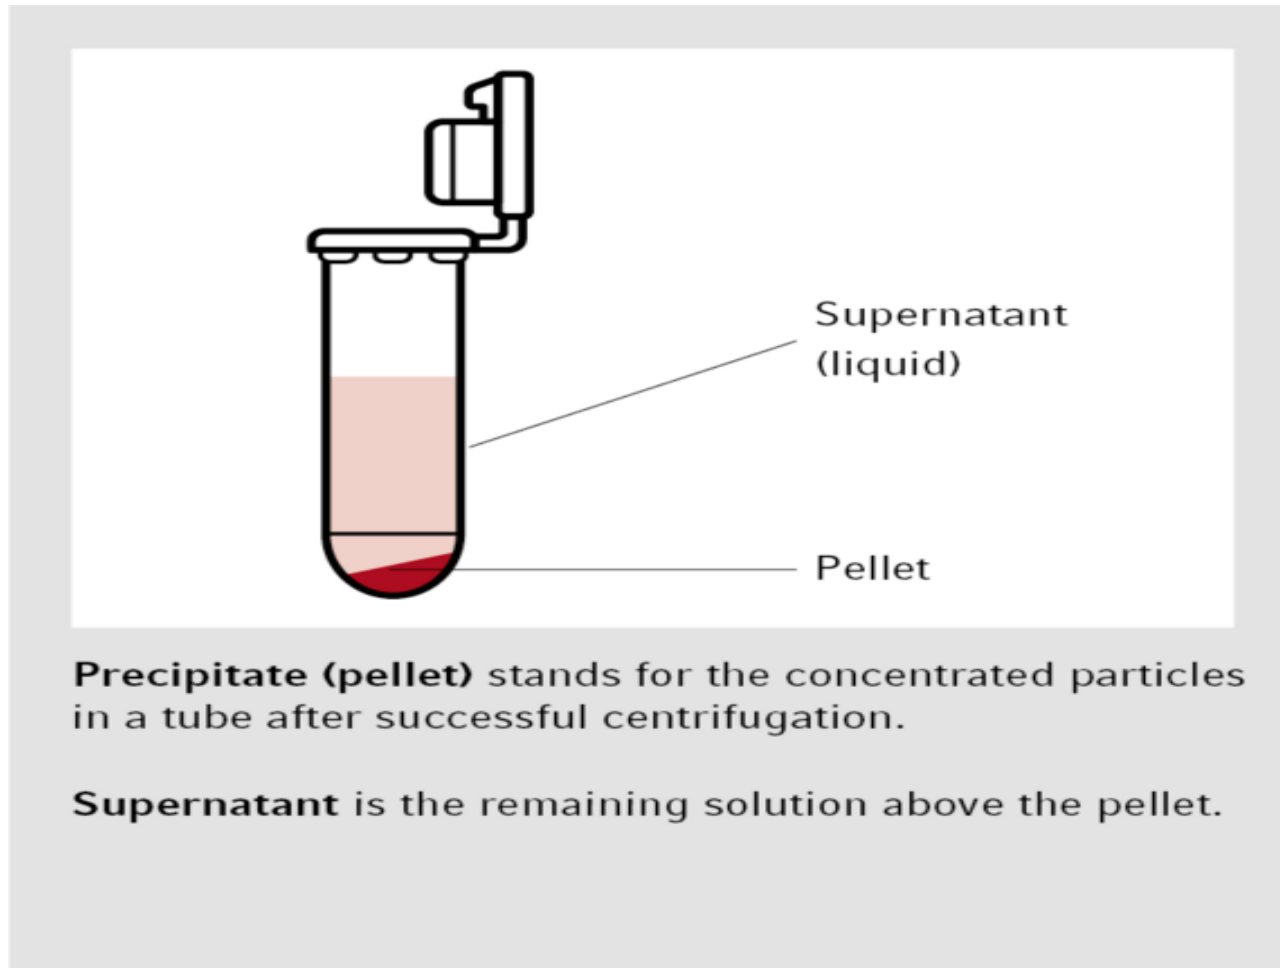 Supernatant
(liquid)
Pellet
Precipitate (pellet) stands for the concentrated particles
in a tube after successful centrifugation.
Supernatant is the remaining solution above the pellet.